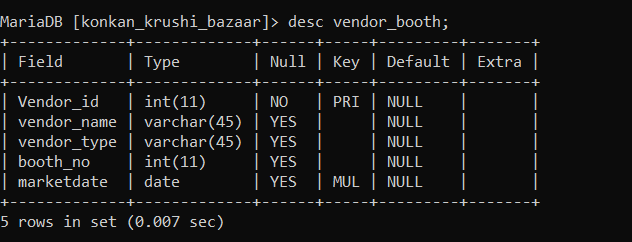 MariaDB [konkan_krushi_bazaar]> desc vendor_booth;
+-------------+-------------+------+-----+---------+-------+
| Field       | Type        | Null | Key | Default | Extra |
+-------------+-------------+------+-----+---------+-------+
| Vendor_id   | int(11)     | NO   | PRI | NULL    |       |
| vendor_name | varchar(45) | YES  |     | NULL    |       |
| vendor_type | varchar(45) | YES  |     | NULL    |       |
| booth_no    | int(11)     | YES  |     | NULL    |       |
| marketdate  | date        | YES  | MUL | NULL    |       |
+-------------+-------------+------+-----+---------+-------+
5 rows in set (0.007 sec)